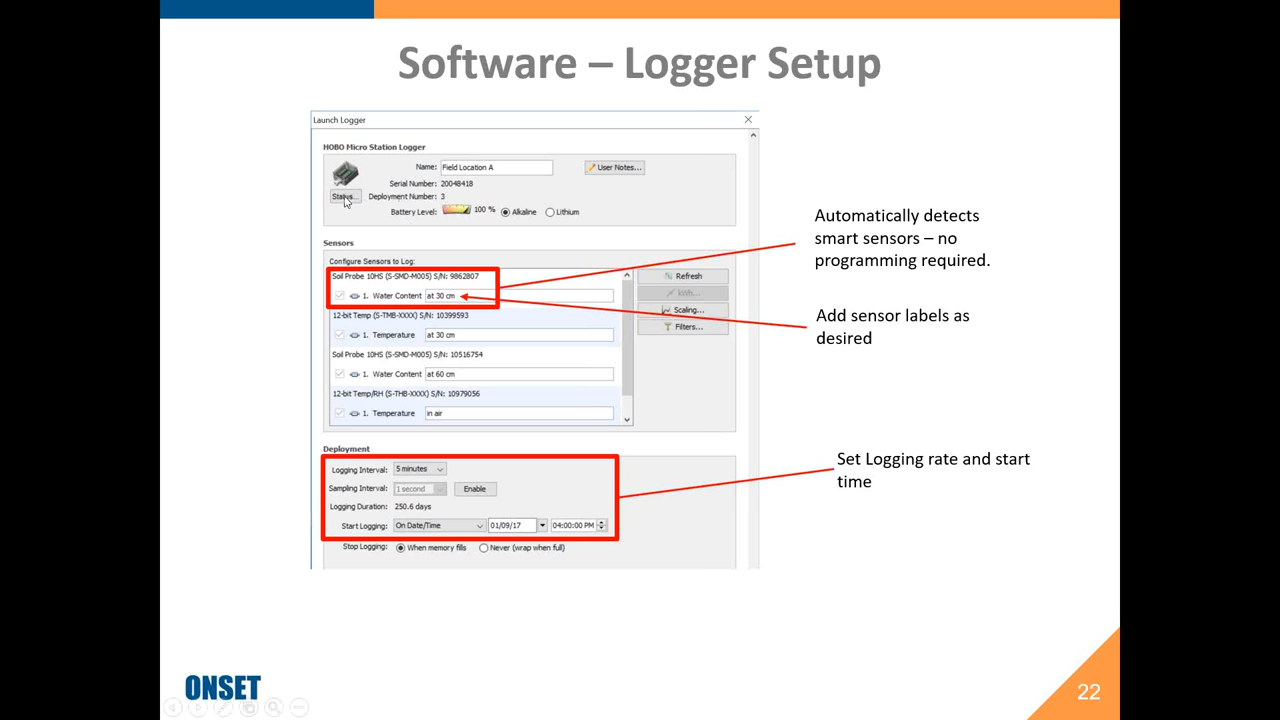 Software – Logger Setup
Launch Logger
HOBO Micro Station Logger
Name: Field Location A
User Notes...
Serial Number: 20048418
Status...
Deployment Number: 3
Battery Level: 100 % Alkaline Lithium
Sensors
Configure Sensors to Log:
Soil Probe 10HS (S-SMD-M005) S/N: 9862807
1. Water Content at 30 cm
12-bit Temp (S-TMB-XXXX) S/N: 10399593
1. Temperature at 30 cm
Soil Probe 10HS (S-SMD-M005) S/N: 10516754
1. Water Content at 60 cm
12-bit Temp/RH (S-THB-XXXX) S/N: 10979056
1. Temperature in air
Refresh
kWh...
Scaling...
Filters...
Automatically detects
smart sensors – no
programming required.
Add sensor labels as
desired
Deployment
Logging Interval: 5 minutes
Sampling Interval: 1 second Enable
Logging Duration: 250.6 days
Start Logging: On Date/Time 01/09/17 04:00:00 PM
Stop Logging: When memory fills Never (wrap when full)
Set Logging rate and start
time
ONSET
22